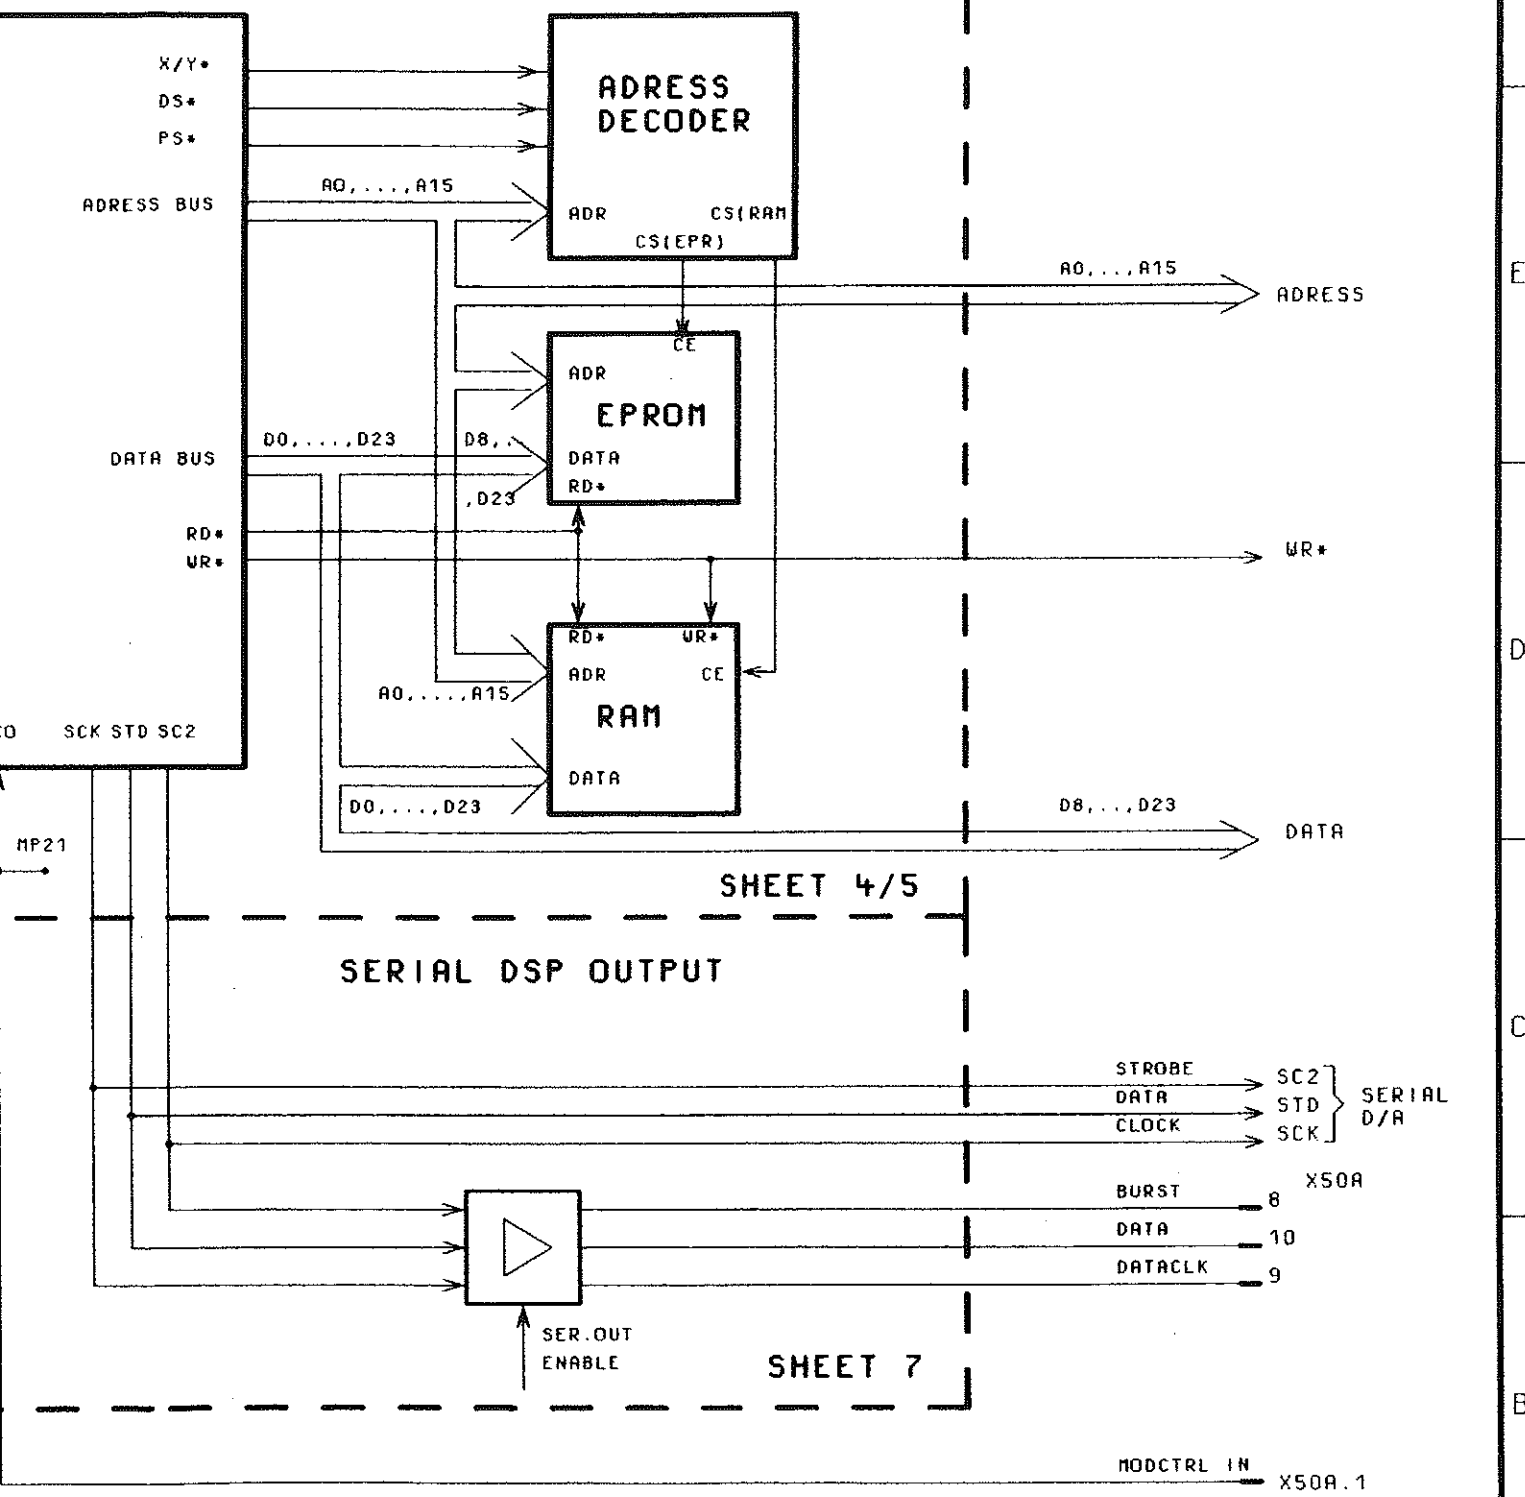 X/Y*
DS*
PS*
ADRESS
DECODER
A0,...,A15
ADRESS BUS
ADR
CS(RAM
CS(EPR)
A0,...,A15
ADRESS
E
CE
ADR
EPROM
D0,....,D23
D8,..
DATA BUS
DATA
RD*
,D23
RD*
WR*
WR*
RD*
WR*
D
ADR
CE
A0,....,A15
RAM
SCK STD SC2
DATA
D0,...,D23
D8,...,D23
DATA
MP21
SHEET 4/5
SERIAL DSP OUTPUT
C
STROBE
SC2
DATA
STD
SERIAL
D/A
CLOCK
SCK
X50A
BURST
8
DATA
10
DATACLK
9
SER.OUT
ENABLE
SHEET 7
B
MODCTRL IN
X50A.1